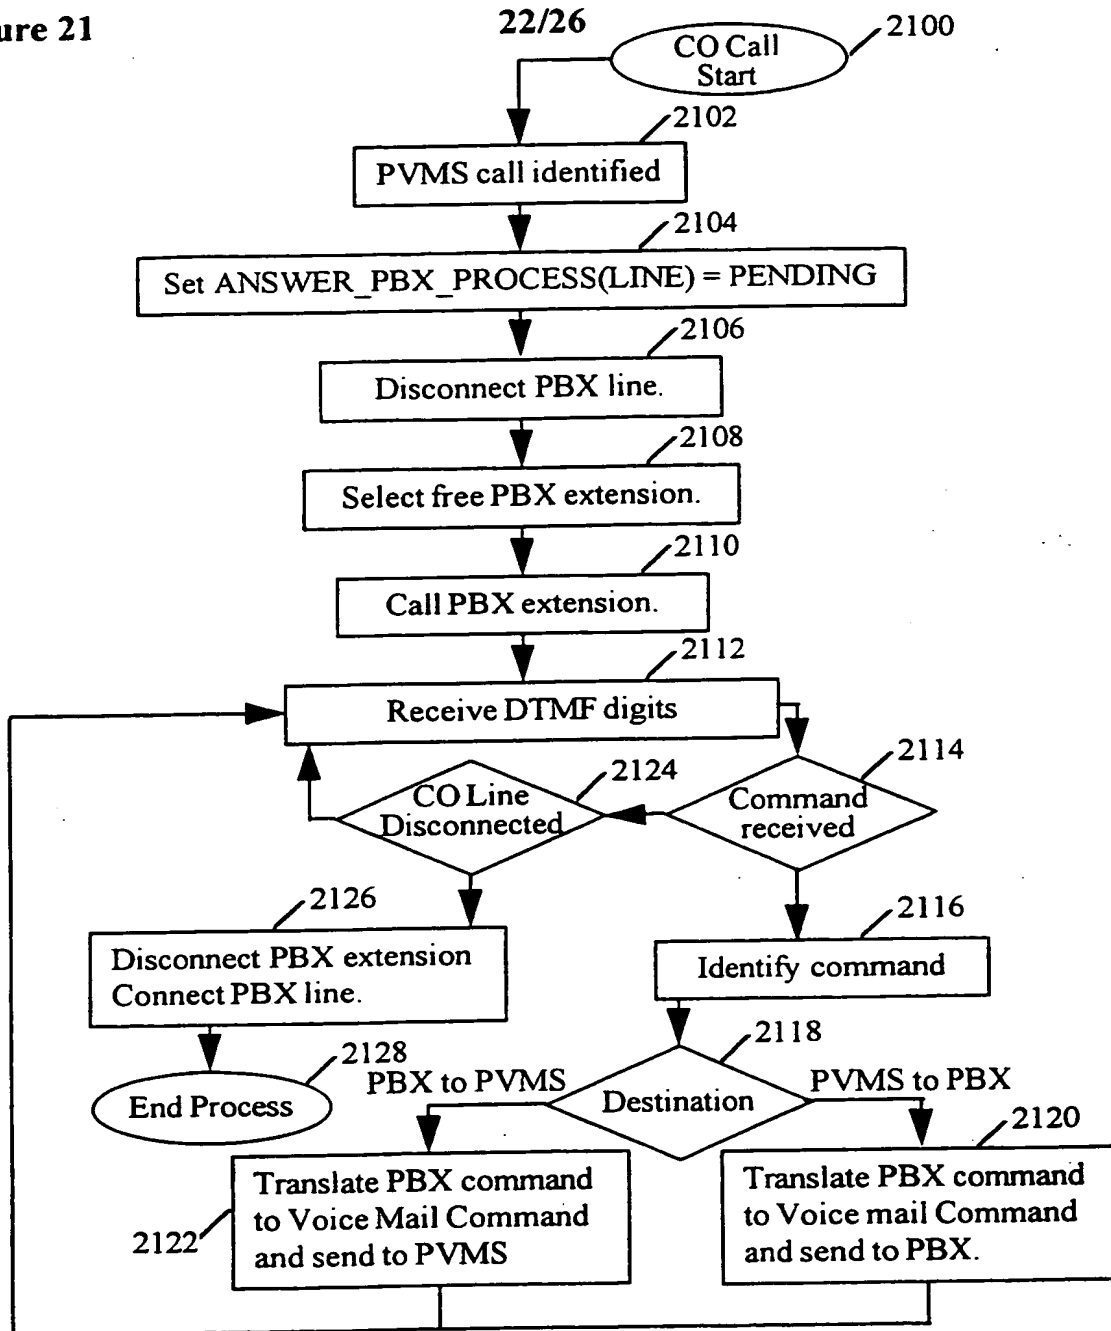 ure 21
22/26
CO Call
Start
2100
2102
PVMS call identified
2104
Set ANSWER_PBX_PROCESS(LINE) = PENDING
2106
Disconnect PBX line.
2108
Select free PBX extension.
2110
Call PBX extension.
2112
Receive DTMF digits
2114
Command
received
2124
CO Line
Disconnected
2126
Disconnect PBX extension
Connect PBX line.
2116
Identify command
2128
End Process
2118
Destination
PBX to PVMS
PVMS to PBX
2120
Translate PBX command
to Voice Mail Command
and send to PVMS
2122
Translate PBX command
to Voice mail Command
and send to PBX.